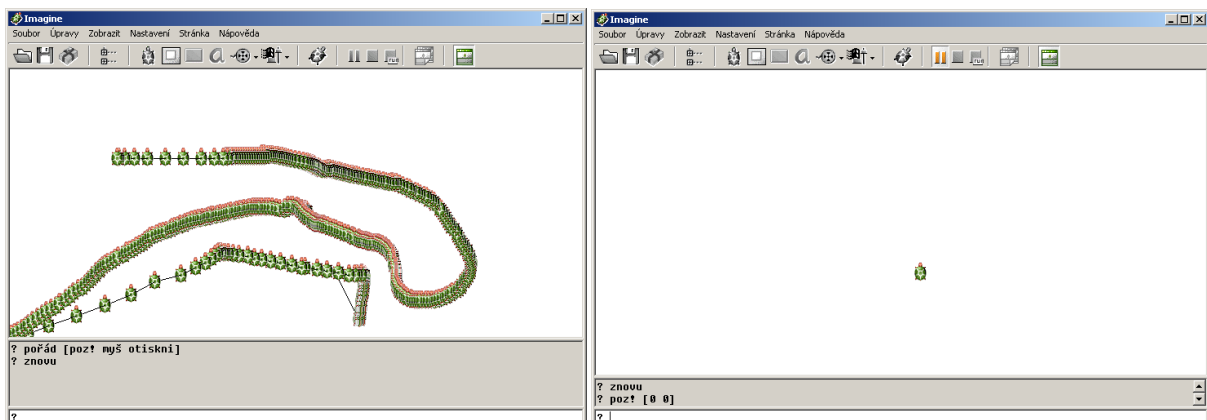 Imagine
Soubor Úpravy Zobrazit Nastavení Stránka Nápověda
? pořád [poz! myš otiskni]
? znovu
?
Imagine
Soubor Úpravy Zobrazit Nastavení Stránka Nápověda
? znovu
? poz! [0 0]
?